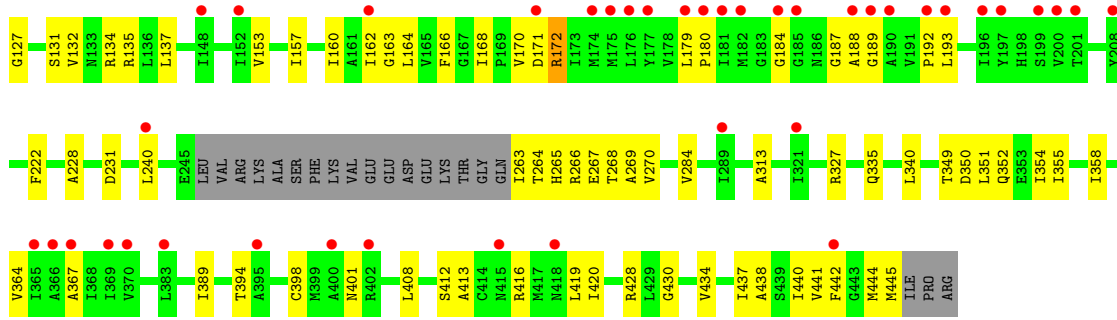 G127 S131 V132 N133 R134 R135 L136 L137 I148 I152 V153 I157 I160 A161 I162 G163 L164 V165 F166 G167 I168 P169 V170 D171 R172 I173 M174 M175 L176 Y177 V178 L179 P180 I181 M182 G183 G184 G185 N186 G187 A188 G189 A190 V191 P192 L193 I196 Y197 H198 S199 V200 T201 Y208
F222 A228 D231 L240 E245 LEU VAL ARG LYS ALA SER PHE LYS VAL GLU GLU ASP GLU LYS THR GLY GLN I263 T264 H265 R266 E267 T268 A269 V270 V284 I289 A313 I321 R327 Q335 L340 T349 D350 L351 Q352 E353 I354 I355 I358
V364 I365 A366 A367 I368 I369 V370 L383 I389 T394 A395 C398 M399 A400 N401 R402 L408 S412 A413 C414 N415 R416 M417 N418 L419 I420 R428 L429 G430 V434 I437 A438 S439 I440 V441 F442 G443 M444 M445 ILE PRO ARG